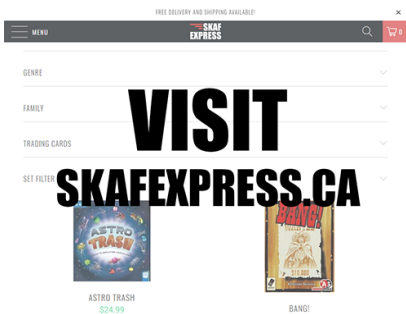 FREE DELIVERY AND SHIPPING AVAILABLE!
MENU
SKAF
EXPRESS
0
GENRE
FAMILY
TRADING CARDS
SET FILTER
VISIT
SKAFEXPRESS.CA
ASTRO
TRASH
BANG!
ASTRO TRASH
$24.99
BANG!